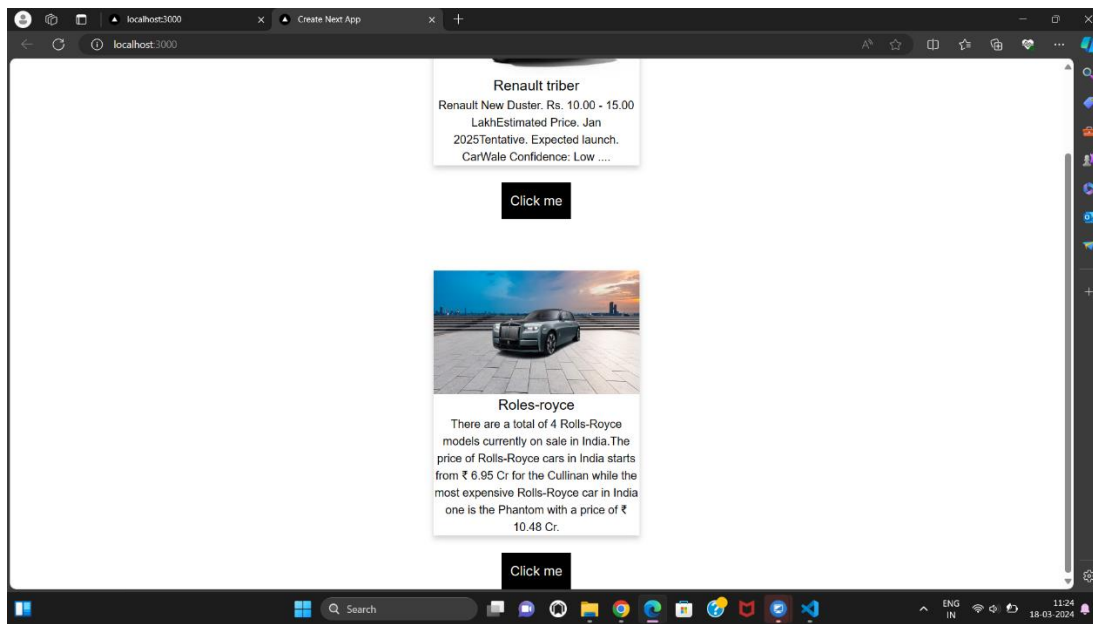 localhost:3000
Create Next App
localhost:3000
Renault triber
Renault New Duster. Rs. 10.00 - 15.00
LakhEstimated Price. Jan
2025Tentative. Expected launch.
CarWale Confidence: Low ....
Click me
Roles-royce
There are a total of 4 Rolls-Royce
models currently on sale in India.The
price of Rolls-Royce cars in India starts
from ₹ 6.95 Cr for the Cullinan while the
most expensive Rolls-Royce car in India
one is the Phantom with a price of ₹
10.48 Cr.
Click me
Search
ENG
IN
11:24
18-03-2024